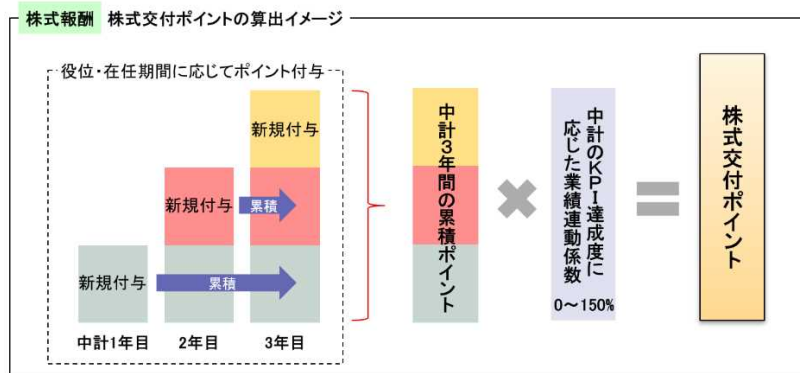 株式報酬 株式交付ポイントの算出イメージ
役位・在任期間に応じてポイント付与
新規付与
新規付与
累積
新規付与
累積
中計1年目
2年目
3年目
中計3年間の累積ポイント
×
中計のKPI達成度に
応じた業績連動係数
0～150%
＝
株式交付ポイント